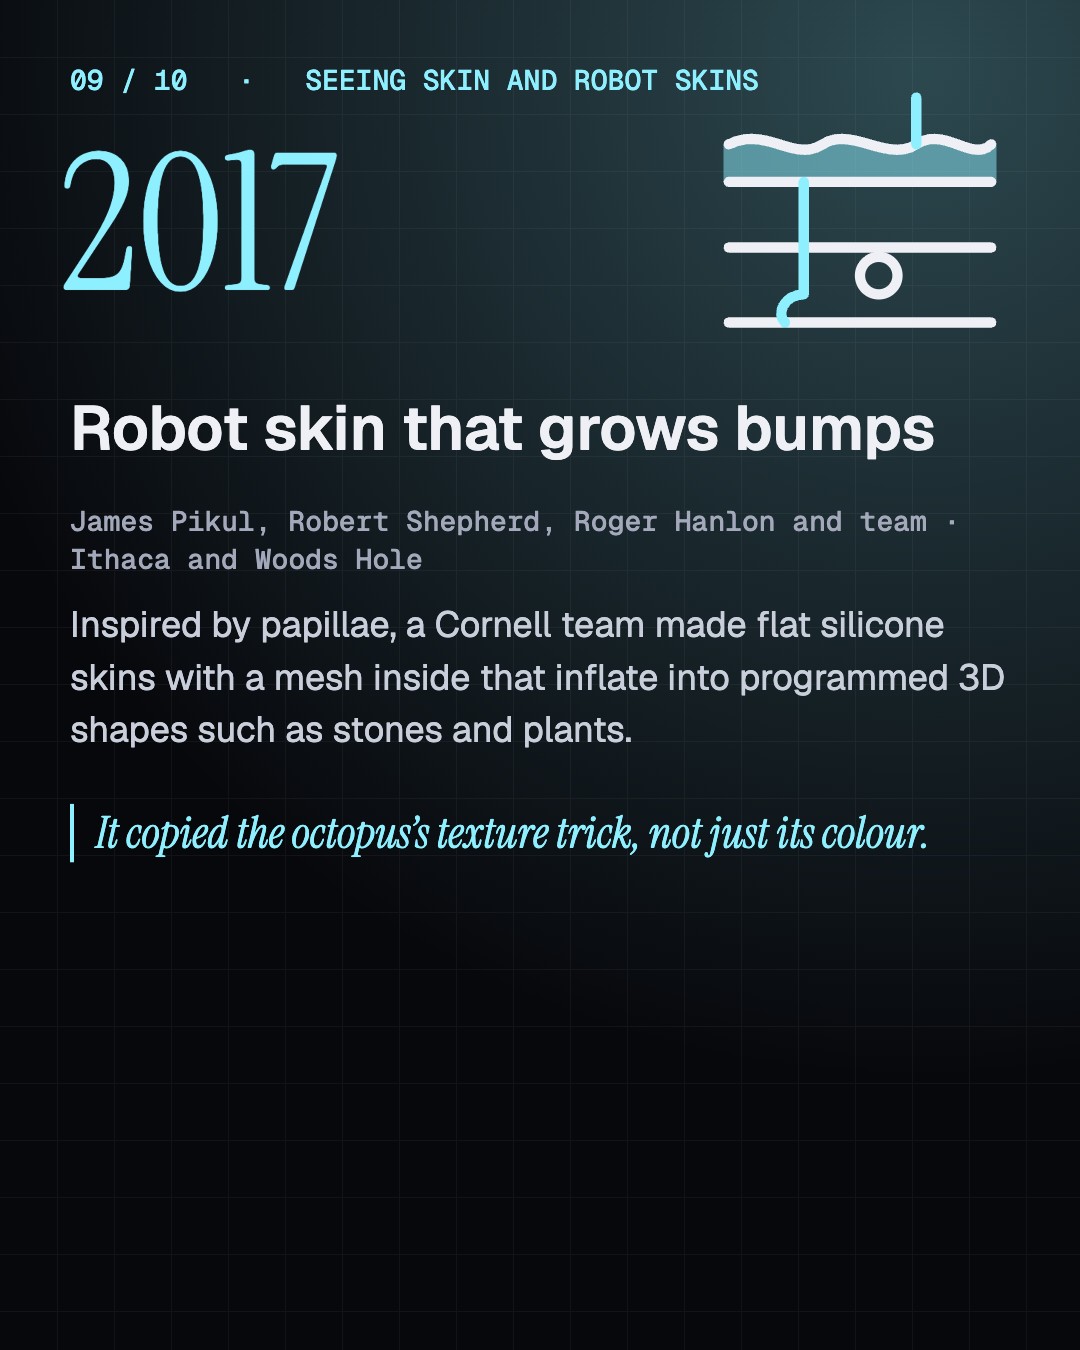 09 / 10 · SEEING SKIN AND ROBOT SKINS
2017
Robot skin that grows bumps
James Pikul, Robert Shepherd, Roger Hanlon and team ·
Ithaca and Woods Hole
Inspired by papillae, a Cornell team made flat silicone
skins with a mesh inside that inflate into programmed 3D
shapes such as stones and plants.
It copied the octopus’s texture trick, not just its colour.